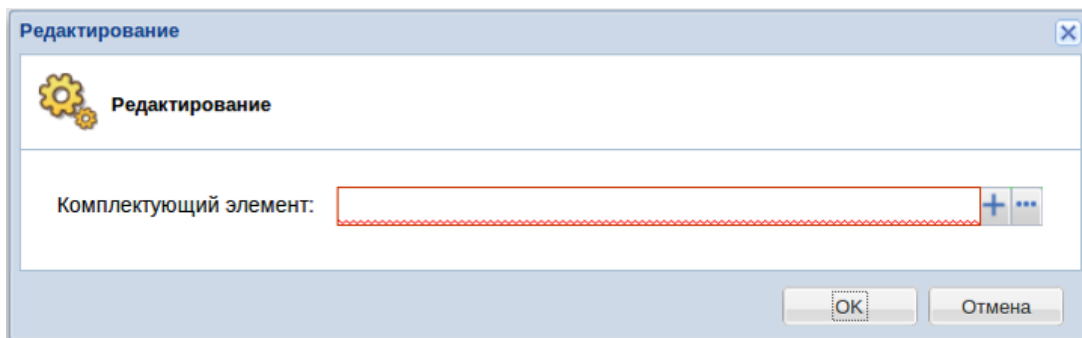 Редактирование
Редактирование
Комплектующий элемент:
OK
Отмена